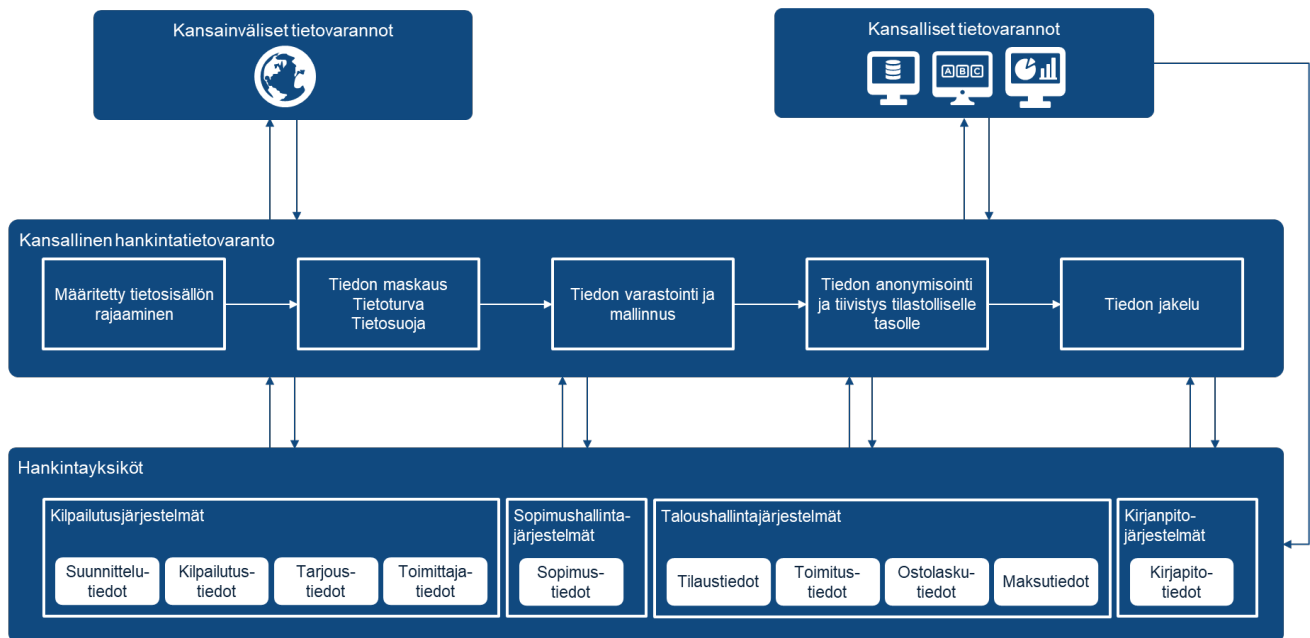 Kansainväliset tietovarannot
Kansalliset tietovarannot
A B C
Kansallinen hankintatietovaranto
Määritetty tietosisällön
rajaaminen
Tiedon maskaus
Tietoturva
Tietosuoja
Tiedon varastointi ja
mallinnus
Tiedon anonymisointi
ja tiivistys tilastolliselle
tasolle
Tiedon jakelu
Hankintayksiköt
Kilpailutusjärjestelmät
Suunnittelu-
tiedot
Kilpailutus-
tiedot
Tarjous-
tiedot
Toimittaja-
tiedot
Sopimushallinta-
järjestelmät
Sopimus-
tiedot
Taloushallintajärjestelmät
Tilaustiedot
Toimitus-
tiedot
Ostolasku-
tiedot
Maksutiedot
Kirjanpito-
järjestelmät
Kirjapito-
tiedot